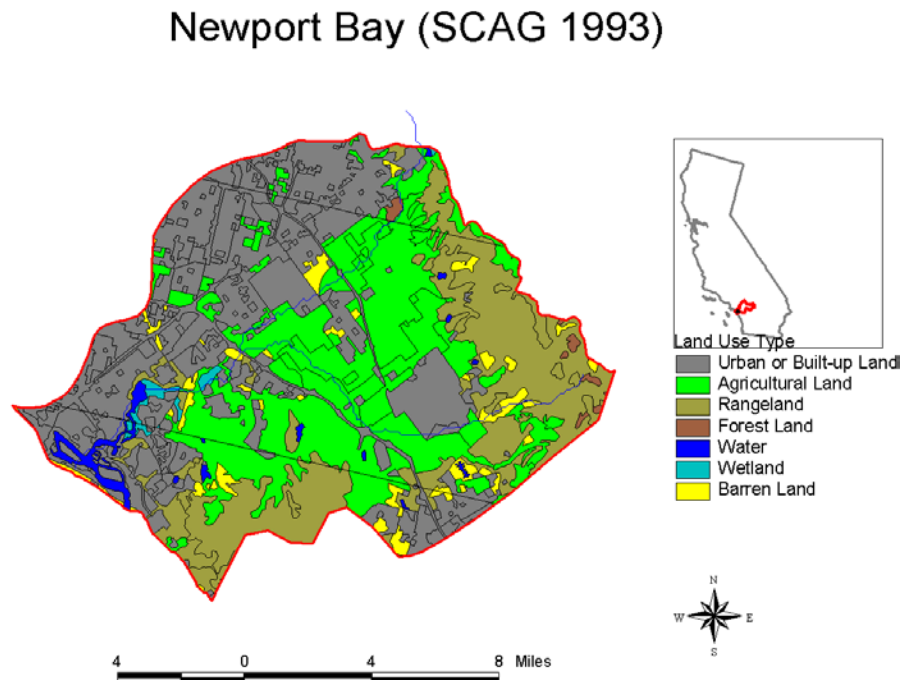 Newport Bay (SCAG 1993)
Land Use Type
Urban or Built-up Land
Agricultural Land
Rangeland
Forest Land
Water
Wetland
Barren Land
N
W E
S
4 0 4 8 Miles